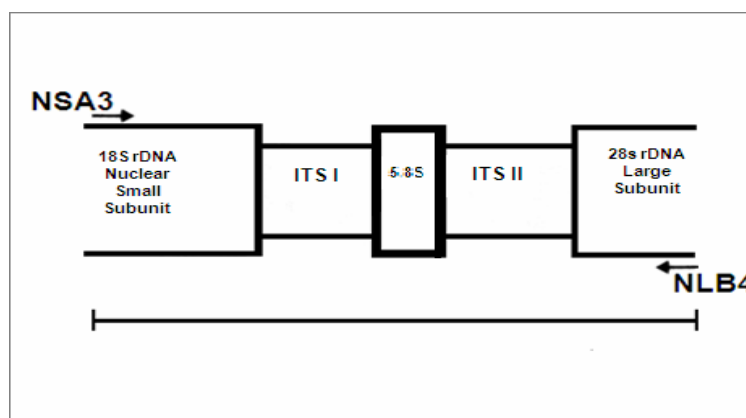 NSA3
18S rDNA
Nuclear
Small
Subunit
ITS I
5/8S
ITS II
28s rDNA
Large
Subunit
NLB4